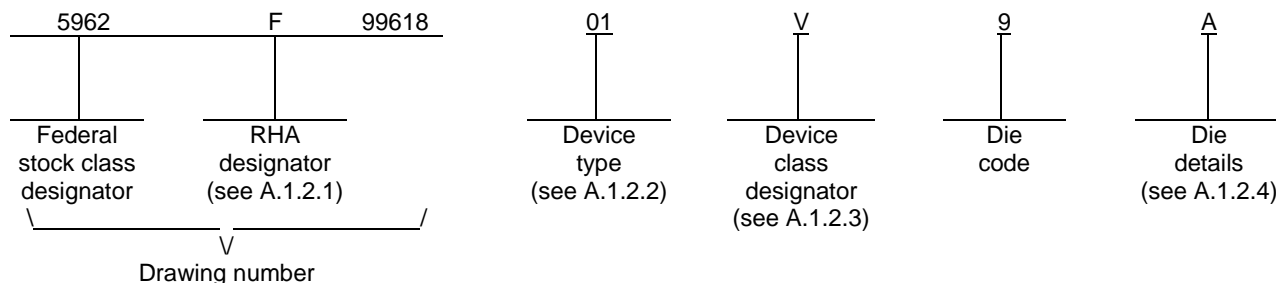 5962 F 99618 01 V 9 A
Federal stock class designator
RHA designator (see A.1.2.1)
Device type (see A.1.2.2)
Device class designator (see A.1.2.3)
Die code
Die details (see A.1.2.4)
\ /
\/
Drawing number